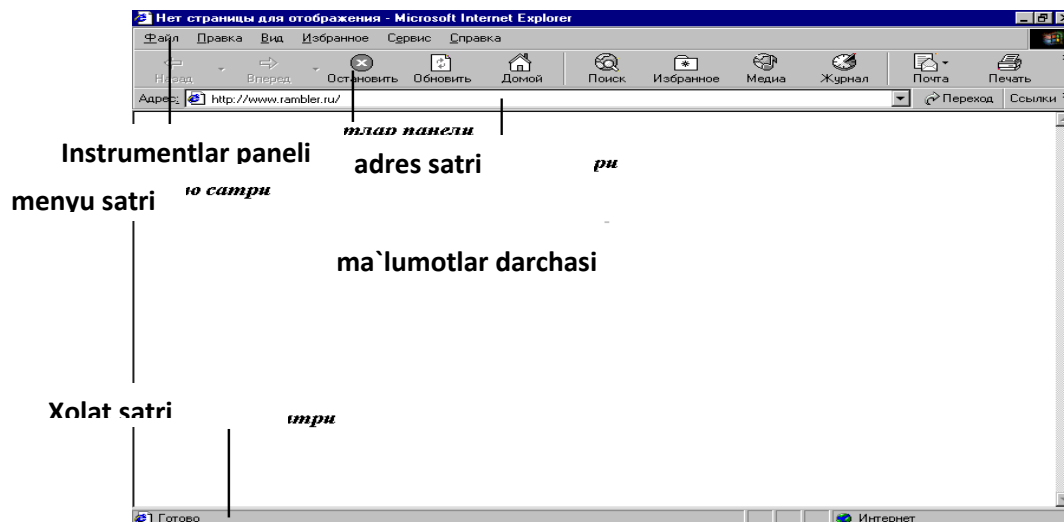 Нет страницы для отображения - Microsoft Internet Explorer
Файл Правка Вид Избранное Сервис Справка
Назад Вперед Остановить Обновить Домой Поиск Избранное Медиа Журнал Почта Печать
Адрес: http://www.rambler.ru/ Переход Ссылки
тлар панели
Instrumentlar paneli
adres satri ри
menyu satri ю сатри
ma`lumotlar darchasi
Xolat satri
атри
Готово Интернет